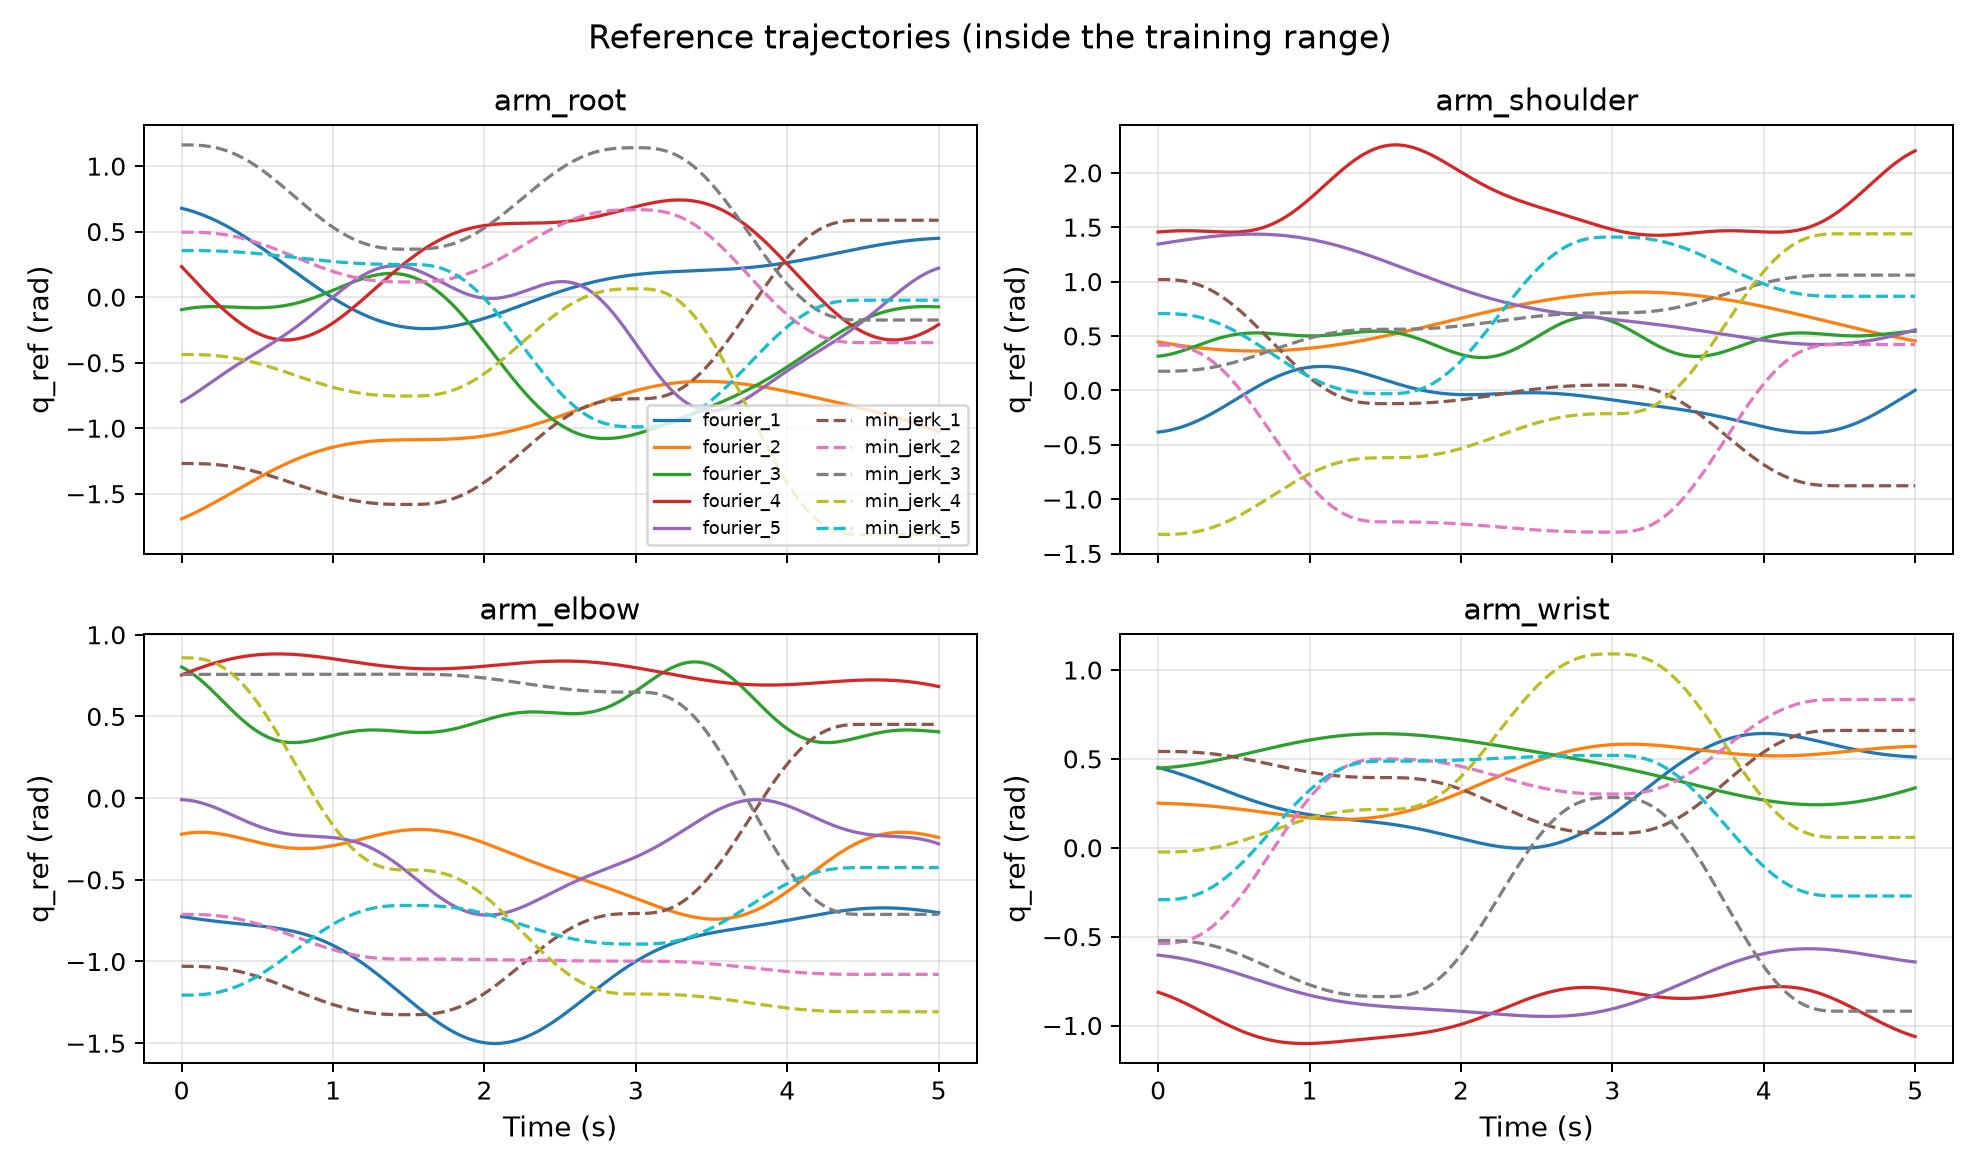 Reference trajectories (inside the training range)
arm_root
arm_shoulder
q_ref (rad)
1.0
0.5
0.0
−0.5
−1.0
−1.5
fourier_1
fourier_2
fourier_3
fourier_4
fourier_5
min_jerk_1
min_jerk_2
min_jerk_3
min_jerk_4
min_jerk_5
q_ref (rad)
2.0
1.5
1.0
0.5
0.0
−0.5
−1.0
−1.5
arm_elbow
arm_wrist
q_ref (rad)
1.0
0.5
0.0
−0.5
−1.0
−1.5
0 1 2 3 4 5
Time (s)
q_ref (rad)
1.0
0.5
0.0
−0.5
−1.0
0 1 2 3 4 5
Time (s)